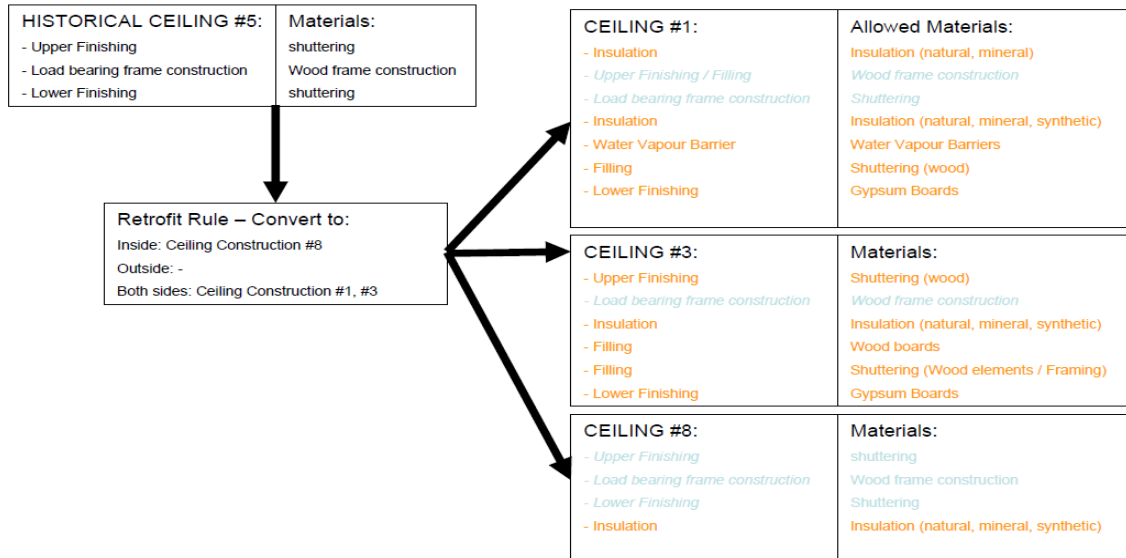 HISTORICAL CEILING #5: Materials:
- Upper Finishing shuttering
- Load bearing frame construction Wood frame construction
- Lower Finishing shuttering
Retrofit Rule – Convert to:
Inside: Ceiling Construction #8
Outside: -
Both sides: Ceiling Construction #1, #3
CEILING #1: Allowed Materials:
- Insulation Insulation (natural, mineral)
- Upper Finishing / Filling Wood frame construction
- Load bearing frame construction Shuttering
- Insulation Insulation (natural, mineral, synthetic)
- Water Vapour Barrier Water Vapour Barriers
- Filling Shuttering (wood)
- Lower Finishing Gypsum Boards
CEILING #3: Materials:
- Upper Finishing Shuttering (wood)
- Load bearing frame construction Wood frame construction
- Insulation Insulation (natural, mineral, synthetic)
- Filling Wood boards
- Filling Shuttering (Wood elements / Framing)
- Lower Finishing Gypsum Boards
CEILING #8: Materials:
- Upper Finishing shuttering
- Load bearing frame construction Wood frame construction
- Lower Finishing Shuttering
- Insulation Insulation (natural, mineral, synthetic)